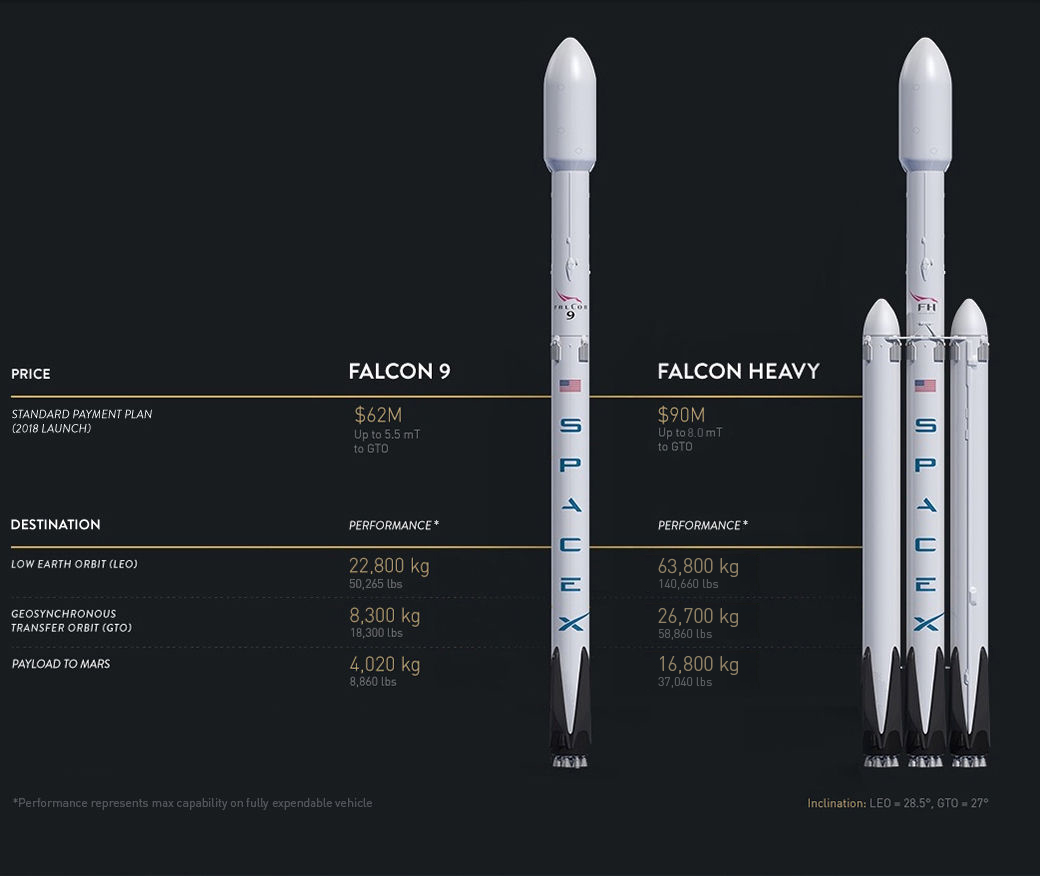 PRICE FALCON 9 FALCON HEAVY
STANDARD PAYMENT PLAN $62M $90M
(2018 LAUNCH) Up to 5.5 mT Up to 8.0 mT
to GTO to GTO
DESTINATION PERFORMANCE* PERFORMANCE*
LOW EARTH ORBIT (LEO) 22,800 kg 63,800 kg
50,265 lbs 140,660 lbs
GEOSYNCHRONOUS 8,300 kg 26,700 kg
TRANSFER ORBIT (GTO) 18,300 lbs 58,860 lbs
PAYLOAD TO MARS 4,020 kg 16,800 kg
8,860 lbs 37,040 lbs
*Performance represents max capability on fully expendable vehicle
Inclination: LEO = 28.5°, GTO = 27°
FALCON
9
SPACEX
FH
SPACEX